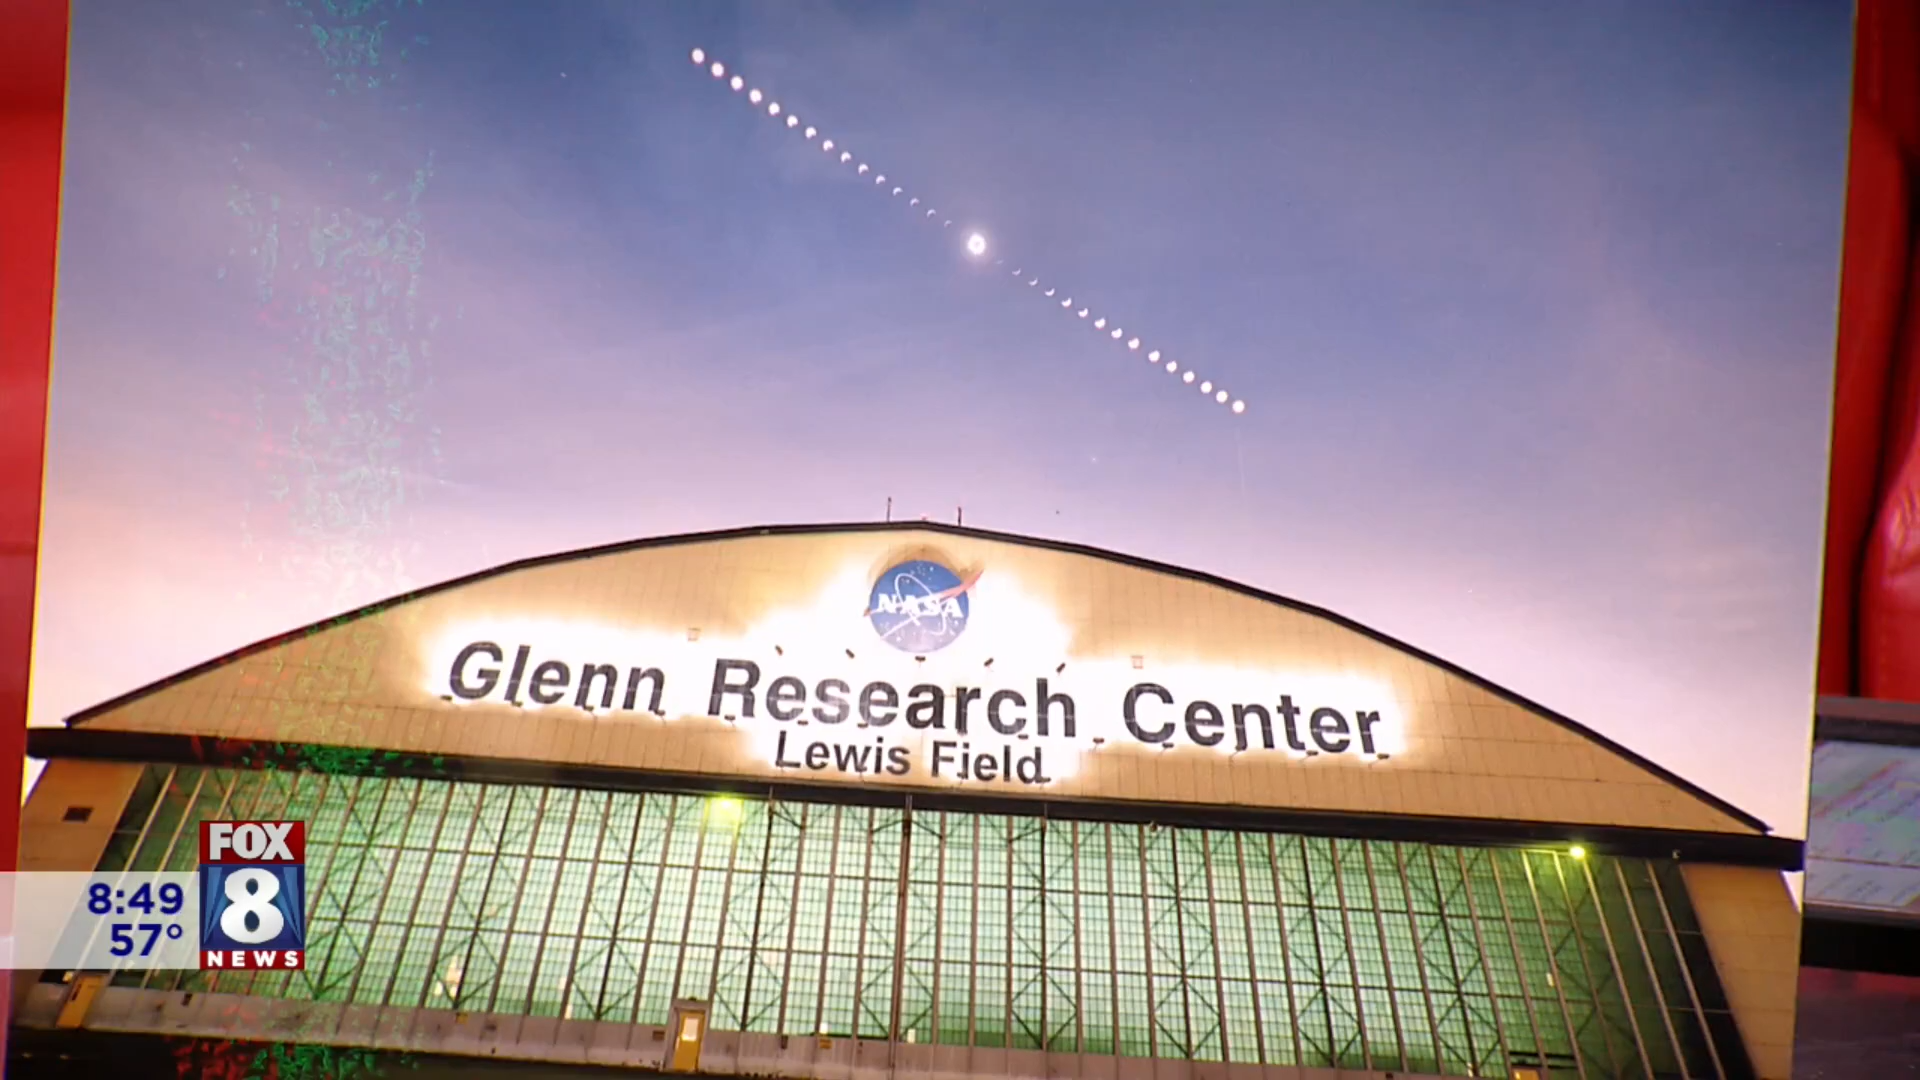 NASA
Glenn Research Center
Lewis Field
8:49
57°
FOX
8
NEWS